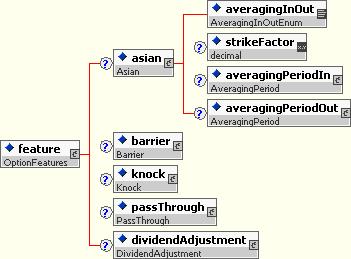 averagingInOut
AveragingInOutEnum
asian
Asian
strikeFactor
decimal
averagingPeriodIn
AveragingPeriod
averagingPeriodOut
AveragingPeriod
feature
OptionFeatures
barrier
Barrier
knock
Knock
passThrough
PassThrough
dividendAdjustment
DividendAdjustment